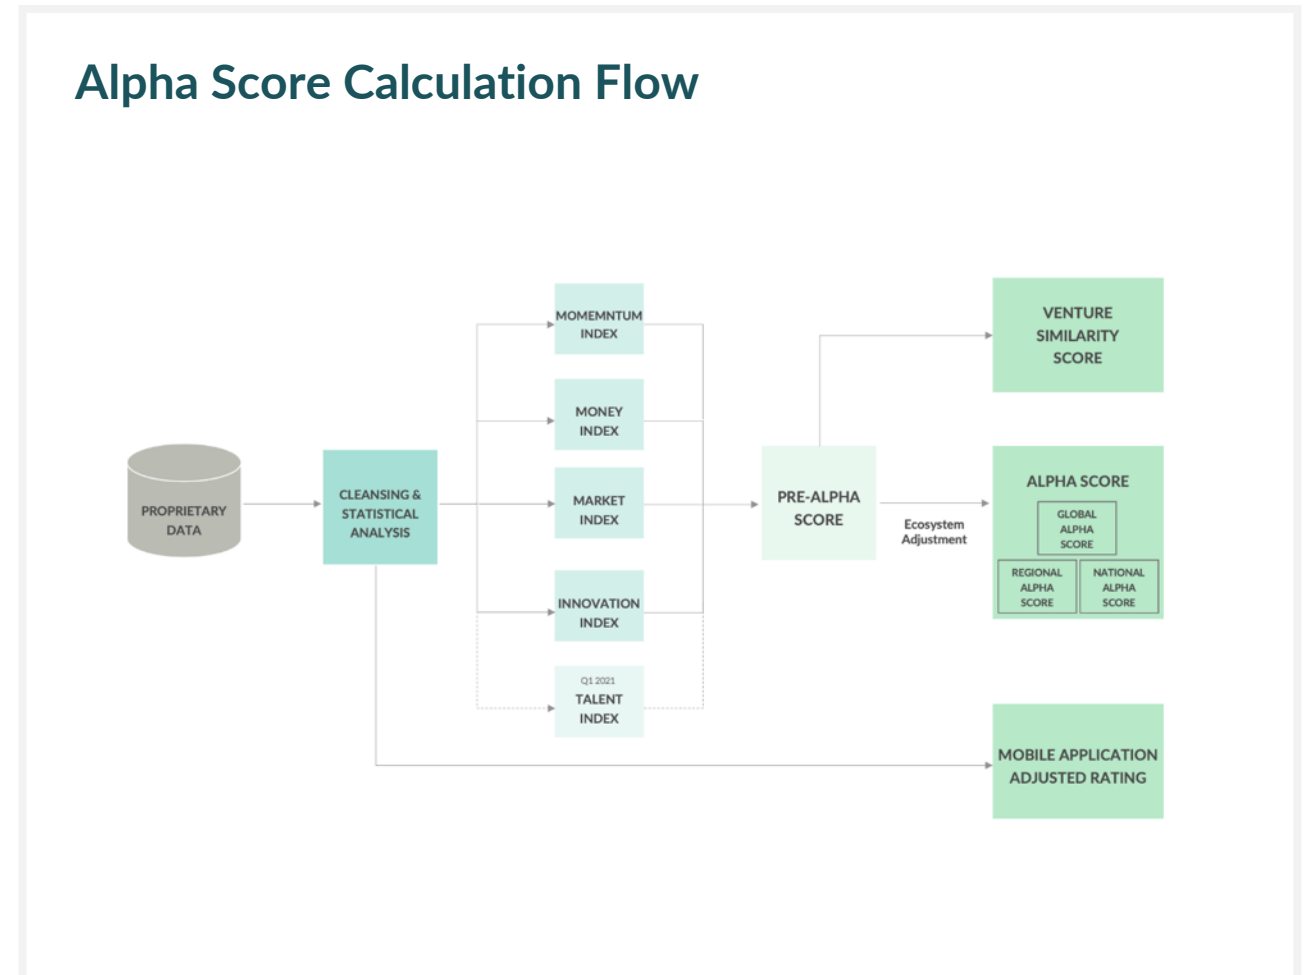 Alpha Score Calculation Flow
PROPRIETARY
DATA
CLEANSING &
STATISTICAL
ANALYSIS
MOMEMNTUM
INDEX
MONEY
INDEX
MARKET
INDEX
INNOVATION
INDEX
Q1 2021
TALENT
INDEX
PRE-ALPHA
SCORE
Ecosystem
Adjustment
VENTURE
SIMILARITY
SCORE
ALPHA SCORE
GLOBAL
ALPHA
SCORE
REGIONAL
ALPHA
SCORE
NATIONAL
ALPHA
SCORE
MOBILE APPLICATION
ADJUSTED RATING